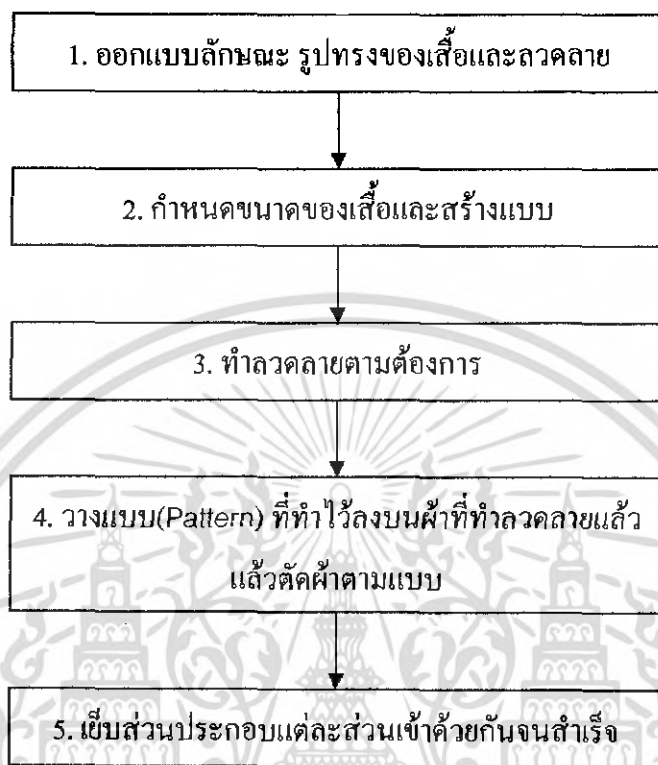 1. ออกแบบลักษณะ รูปทรงของเสื้อและลวดลาย
2. กำหนดขนาดของเสื้อและสร้างแบบ
3. ทำลวดลายตามต้องการ
4. วางแบบ(Pattern) ที่ทำไว้ลงบนผ้าที่ทำลวดลายแล้ว
แล้วตัดผ้าตามแบบ
5. เย็บส่วนประกอบแต่ละส่วนเข้าด้วยกันจนสำเร็จ